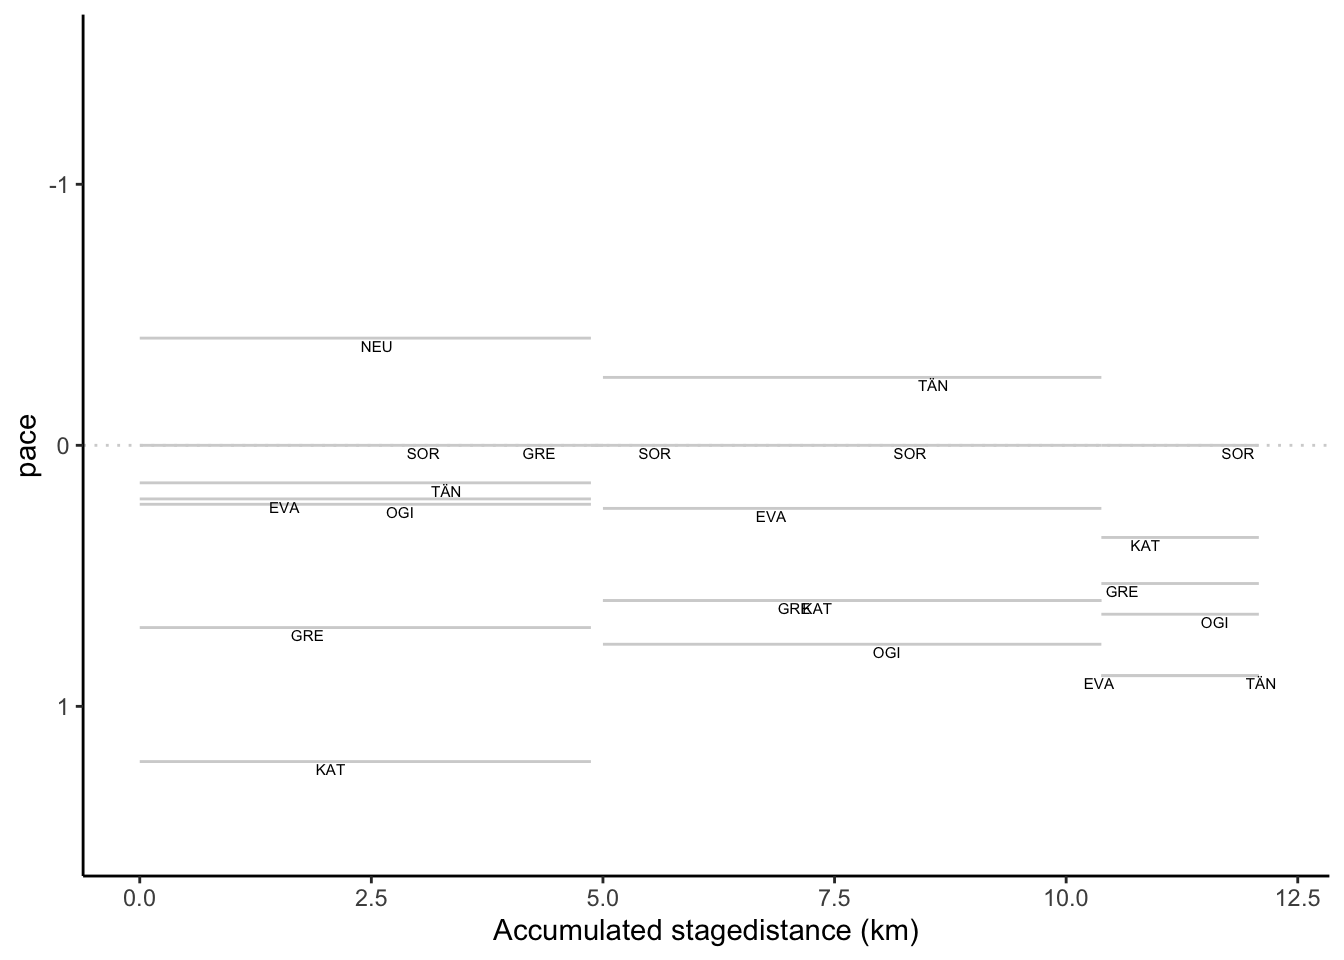 -1
NEU
TÄN
0
SOR GRE SOR SOR SOR
TÄN
EVA
OGI
EVA
KAT
GRE
GRE KAT
OGI
GRE
OGI
EVA TÄN
1
KAT
pace
0.0 2.5 5.0 7.5 10.0 12.5
Accumulated stagedistance (km)